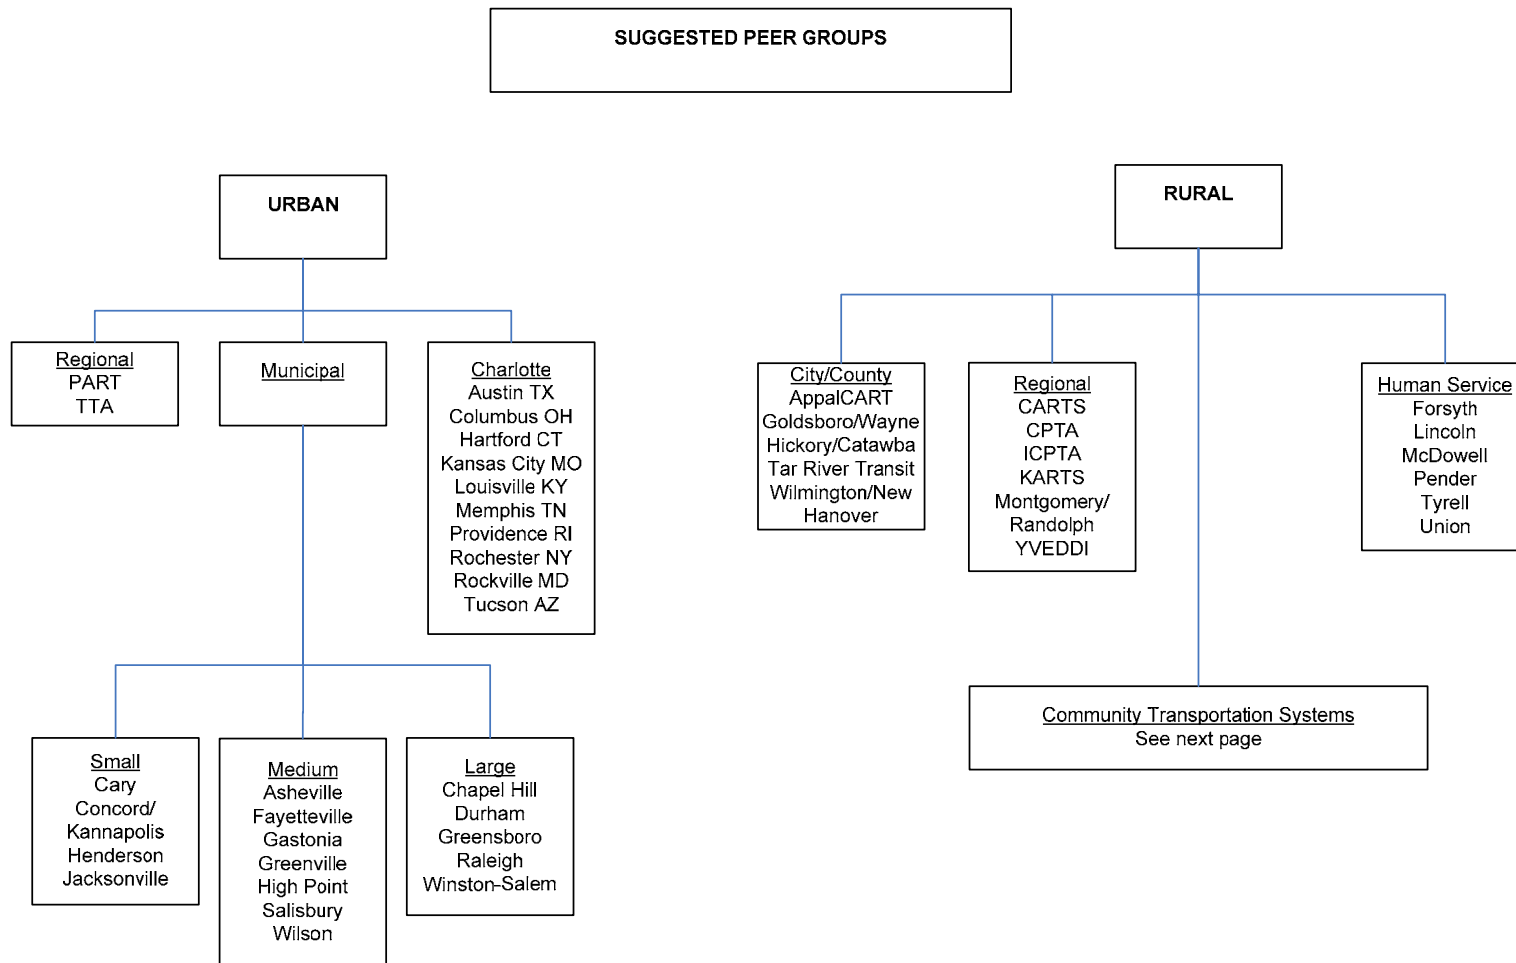 SUGGESTED PEER GROUPS
URBAN
RURAL
Regional
PART
TTA
Municipal
Charlotte
Austin TX
Columbus OH
Hartford CT
Kansas City MO
Louisville KY
Memphis TN
Providence RI
Rochester NY
Rockville MD
Tucson AZ
City/County
AppalCART
Goldsboro/Wayne
Hickory/Catawba
Tar River Transit
Wilmington/New
Hanover
Regional
CARTS
CPTA
ICPTA
KARTS
Montgomery/
Randolph
YVEDDI
Human Service
Forsyth
Lincoln
McDowell
Pender
Tyrell
Union
Small
Cary
Concord/
Kannapolis
Henderson
Jacksonville
Medium
Asheville
Fayetteville
Gastonia
Greenville
High Point
Salisbury
Wilson
Large
Chapel Hill
Durham
Greensboro
Raleigh
Winston-Salem
Community Transportation Systems
See next page